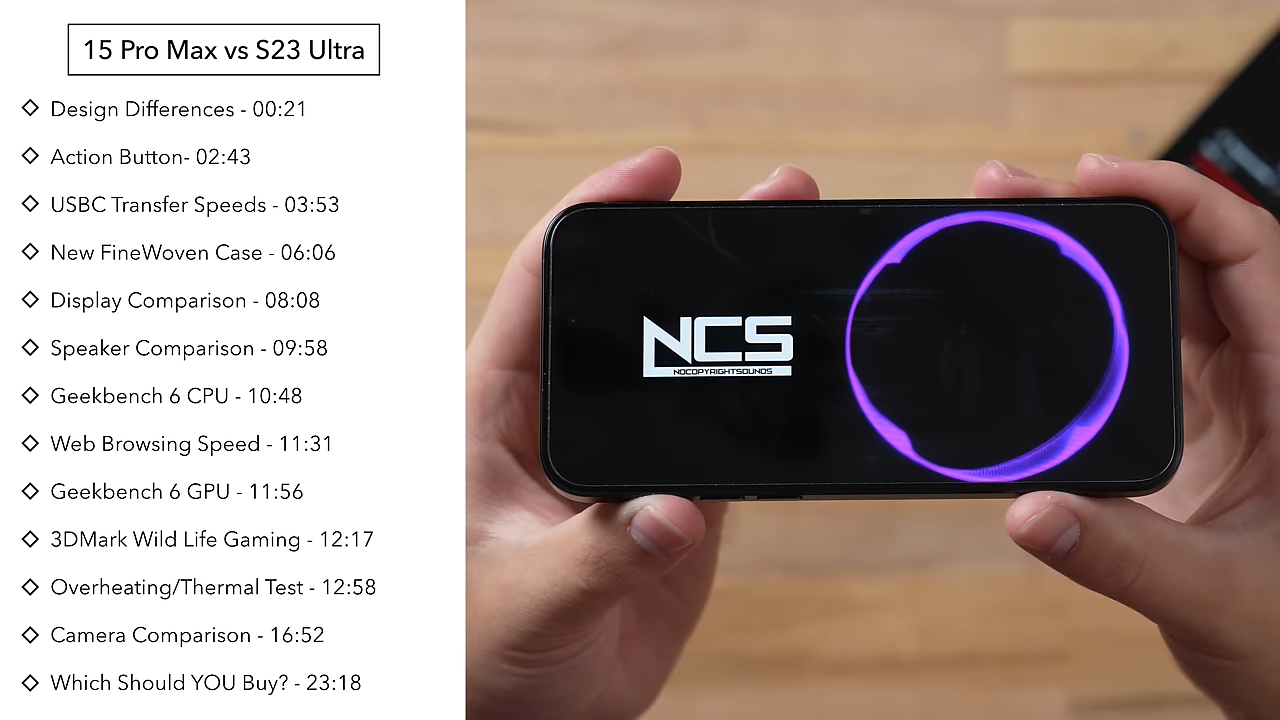 15 Pro Max vs S23 Ultra
Design Differences - 00:21
Action Button- 02:43
USBC Transfer Speeds - 03:53
New FineWoven Case - 06:06
Display Comparison - 08:08
Speaker Comparison - 09:58
Geekbench 6 CPU - 10:48
Web Browsing Speed - 11:31
Geekbench 6 GPU - 11:56
3DMark Wild Life Gaming - 12:17
Overheating/Thermal Test - 12:58
Camera Comparison - 16:52
Which Should YOU Buy? - 23:18
NCS
NOCOPYRIGHTSOUNDS